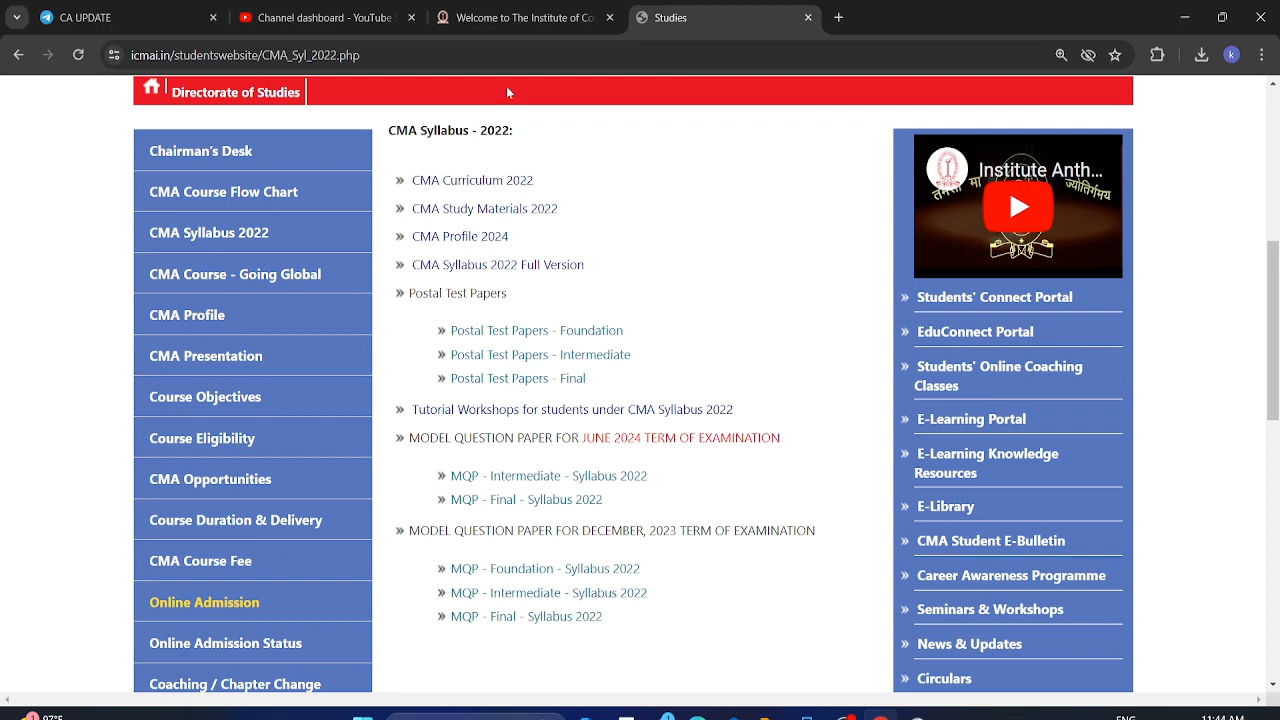 CA UPDATE
Channel dashboard - YouTube S
Welcome to The Institute of Co
Studies
icmai.in/studentswebsite/CMA_Syl_2022.php
k
Directorate of Studies
Chairman's Desk
CMA Course Flow Chart
CMA Syllabus 2022
CMA Course - Going Global
CMA Profile
CMA Presentation
Course Objectives
Course Eligibility
CMA Opportunities
Course Duration & Delivery
CMA Course Fee
Online Admission
Online Admission Status
Coaching / Chapter Change
CMA Syllabus - 2022:
» CMA Curriculum 2022
» CMA Study Materials 2022
» CMA Profile 2024
» CMA Syllabus 2022 Full Version
» Postal Test Papers
» Postal Test Papers - Foundation
» Postal Test Papers - Intermediate
» Postal Test Papers - Final
» Tutorial Workshops for students under CMA Syllabus 2022
» MODEL QUESTION PAPER FOR JUNE 2024 TERM OF EXAMINATION
» MQP - Intermediate - Syllabus 2022
» MQP - Final - Syllabus 2022
» MODEL QUESTION PAPER FOR DECEMBER, 2023 TERM OF EXAMINATION
» MQP - Foundation - Syllabus 2022
» MQP - Intermediate - Syllabus 2022
» MQP - Final - Syllabus 2022
Institute Anth...
तमसो मा ज्योतिर्गमय
» Students' Connect Portal
» EduConnect Portal
» Students' Online Coaching
Classes
» E-Learning Portal
» E-Learning Knowledge
Resources
» E-Library
» CMA Student E-Bulletin
» Career Awareness Programme
» Seminars & Workshops
» News & Updates
» Circulars
1
97°F
1
ENG
11:44 AM